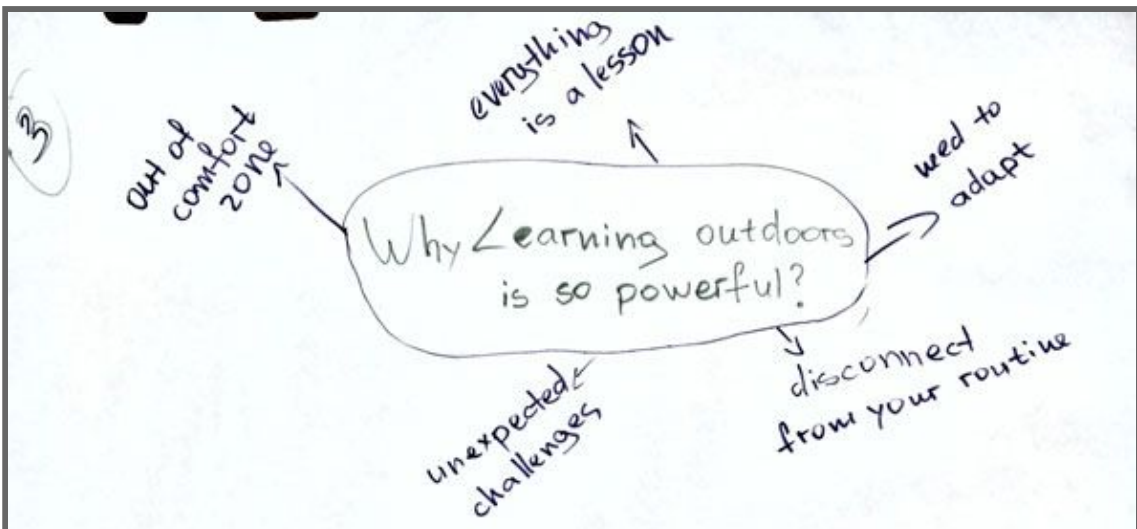 3
everything
is a lesson
out of
comfort
zone
need to
adapt
Why Learning outdoors
is so powerful?
disconnect
from your routine
unexpected
challenges